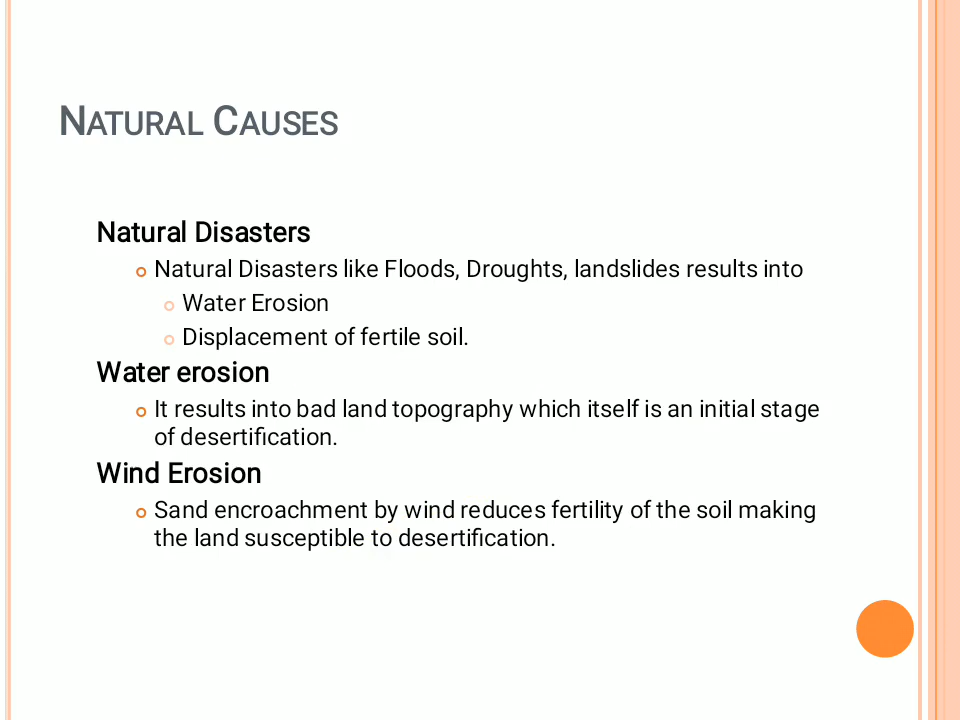 NATURAL CAUSES
Natural Disasters
Natural Disasters like Floods, Droughts, landslides results into
Water Erosion
Displacement of fertile soil.
Water erosion
It results into bad land topography which itself is an initial stage
of desertification.
Wind Erosion
Sand encroachment by wind reduces fertility of the soil making
the land susceptible to desertification.